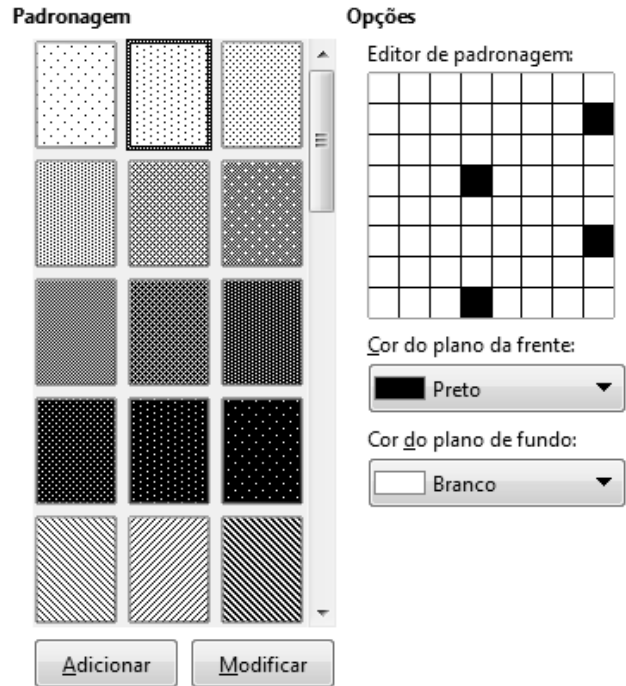 Padronagem
Opções
Editor de padronagem:
Cor do plano da frente:
Preto
Cor do plano de fundo:
Branco
Adicionar
Modificar